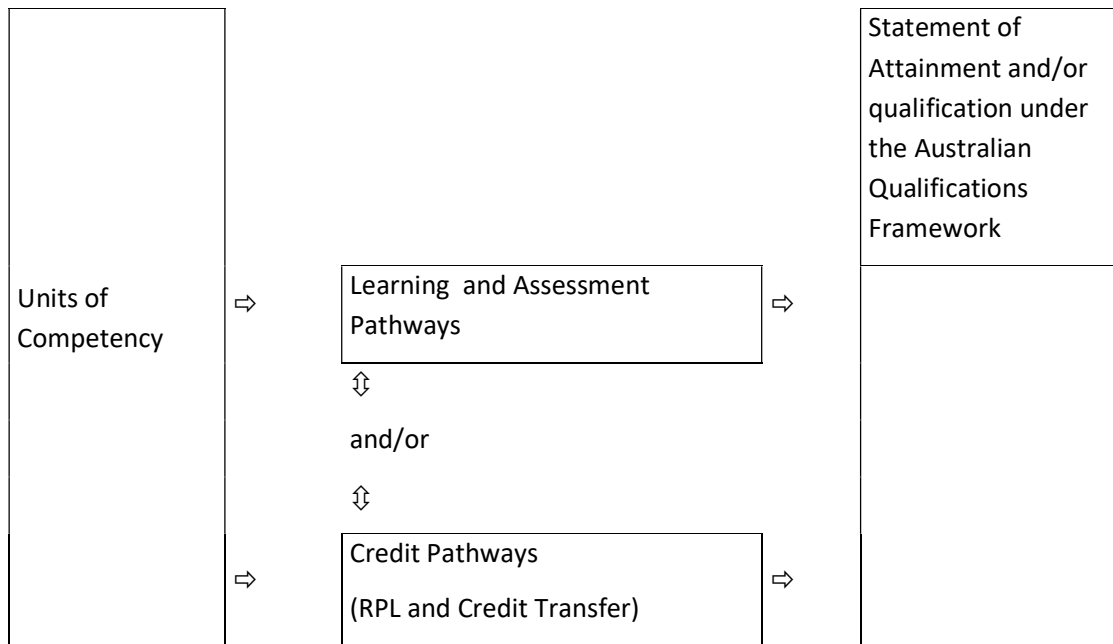 Statement of
Attainment and/or
qualification under
the Australian
Qualifications
Framework
Units of
Competency
⇨
Learning and Assessment
Pathways
⇨
⇳
and/or
⇳
⇨
Credit Pathways
(RPL and Credit Transfer)
⇨